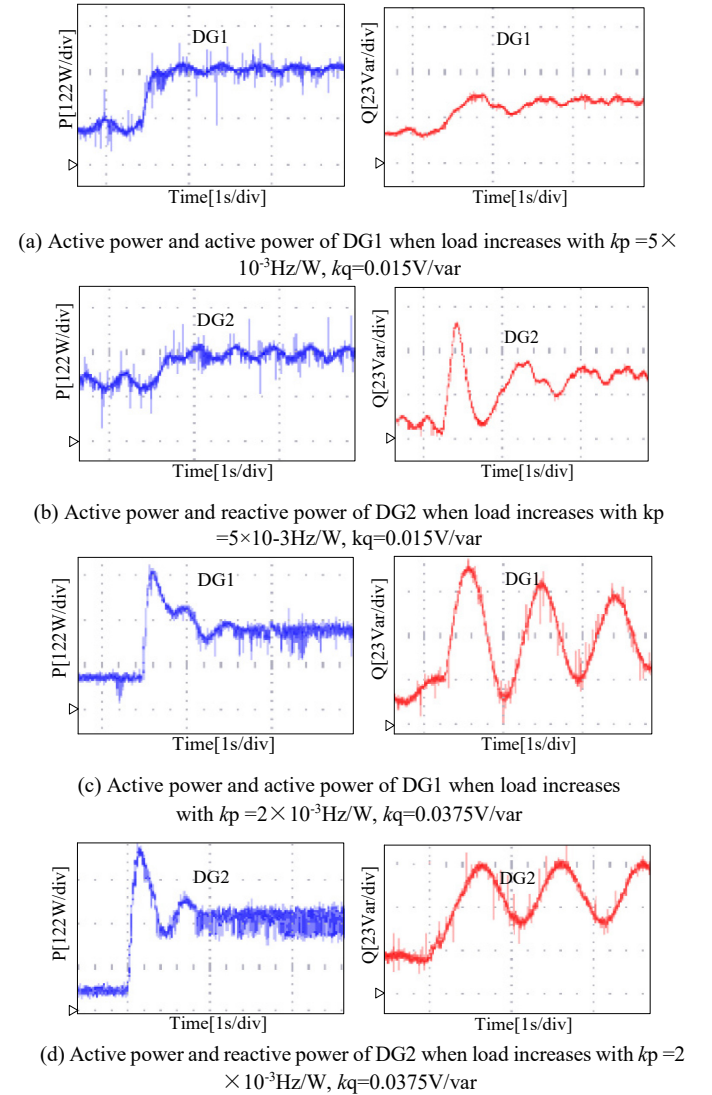 DG1
P[122W/div]
Time[1s/div]
DG1
Q[23Var/div]
Time[1s/div]
(a) Active power and active power of DG1 when load increases with kp =5×
10-3Hz/W, kq=0.015V/var
DG2
P[122W/div]
Time[1s/div]
DG2
Q[23Var/div]
Time[1s/div]
(b) Active power and reactive power of DG2 when load increases with kp
=5×10-3Hz/W, kq=0.015V/var
DG1
P[122W/div]
Time[1s/div]
DG1
Q[23Var/div]
Time[1s/div]
(c) Active power and active power of DG1 when load increases
with kp =2×10-3Hz/W, kq=0.0375V/var
DG2
P[122W/div]
Time[1s/div]
DG2
Q[23Var/div]
Time[1s/div]
(d) Active power and reactive power of DG2 when load increases with kp =2
×10-3Hz/W, kq=0.0375V/var